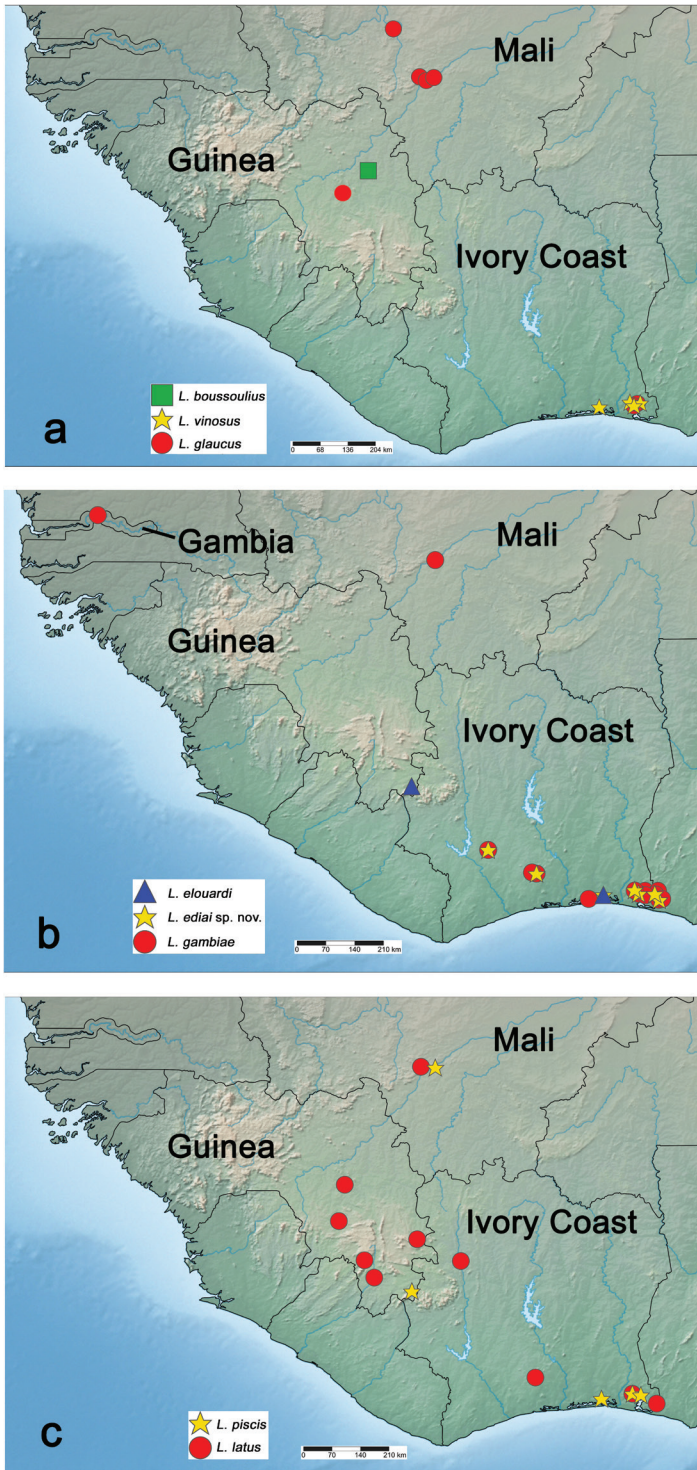 Mali
Guinea
Ivory Coast
L. boussoulius
L. vinosus
L. glaucus
a
0 68 136 204 km
Gambia
Mali
Guinea
Ivory Coast
L. elouardi
L. ediai sp. nov.
L. gambiae
b
0 70 140 210 km
Mali
Guinea
Ivory Coast
L. piscis
L. latus
c
0 70 140 210 km